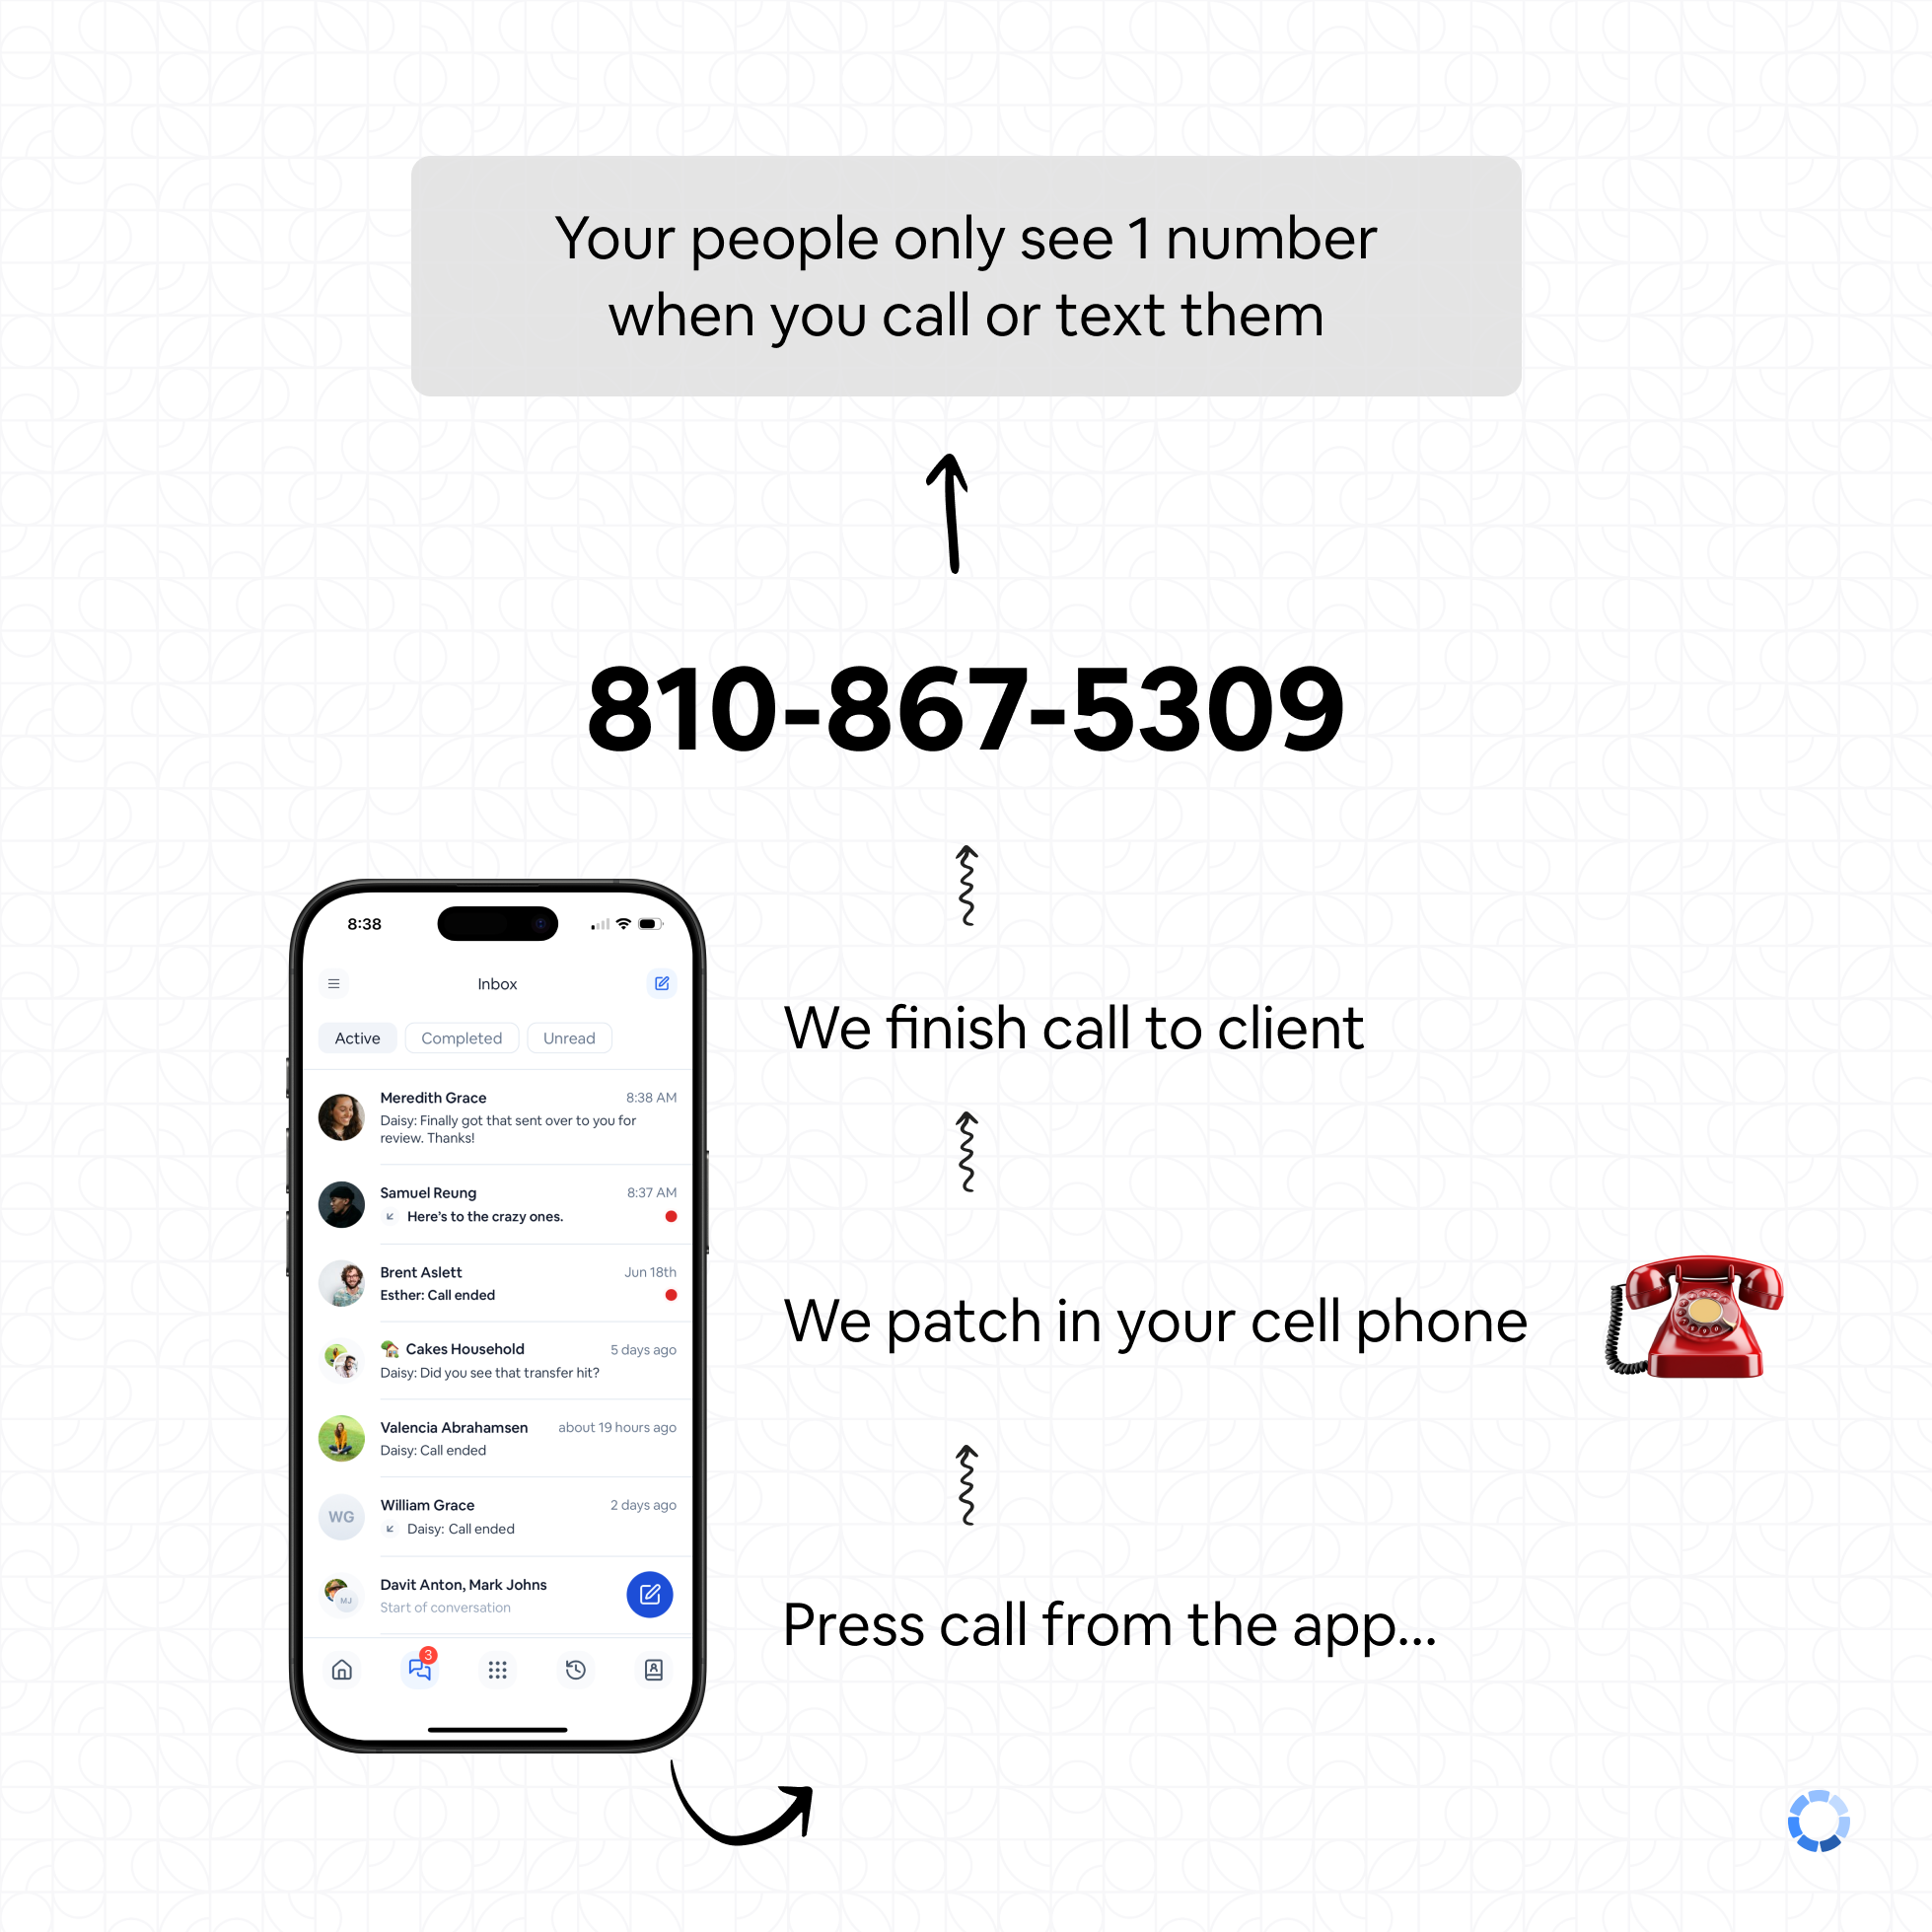 Your people only see 1 number
when you call or text them
810-867-5309
8:38
Inbox
Active
Completed
Unread
Meredith Grace
8:38 AM
Daisy: Finally got that sent over to you for
review. Thanks!
Samuel Reung
8:37 AM
Here’s to the crazy ones.
Brent Aslett
Jun 18th
Esther: Call ended
Cakes Household
5 days ago
Daisy: Did you see that transfer hit?
Valencia Abrahamsen
about 19 hours ago
Daisy: Call ended
WG
William Grace
2 days ago
Daisy: Call ended
MJ
Davit Anton, Mark Johns
Start of conversation
3
We finish call to client
We patch in your cell phone
Press call from the app...